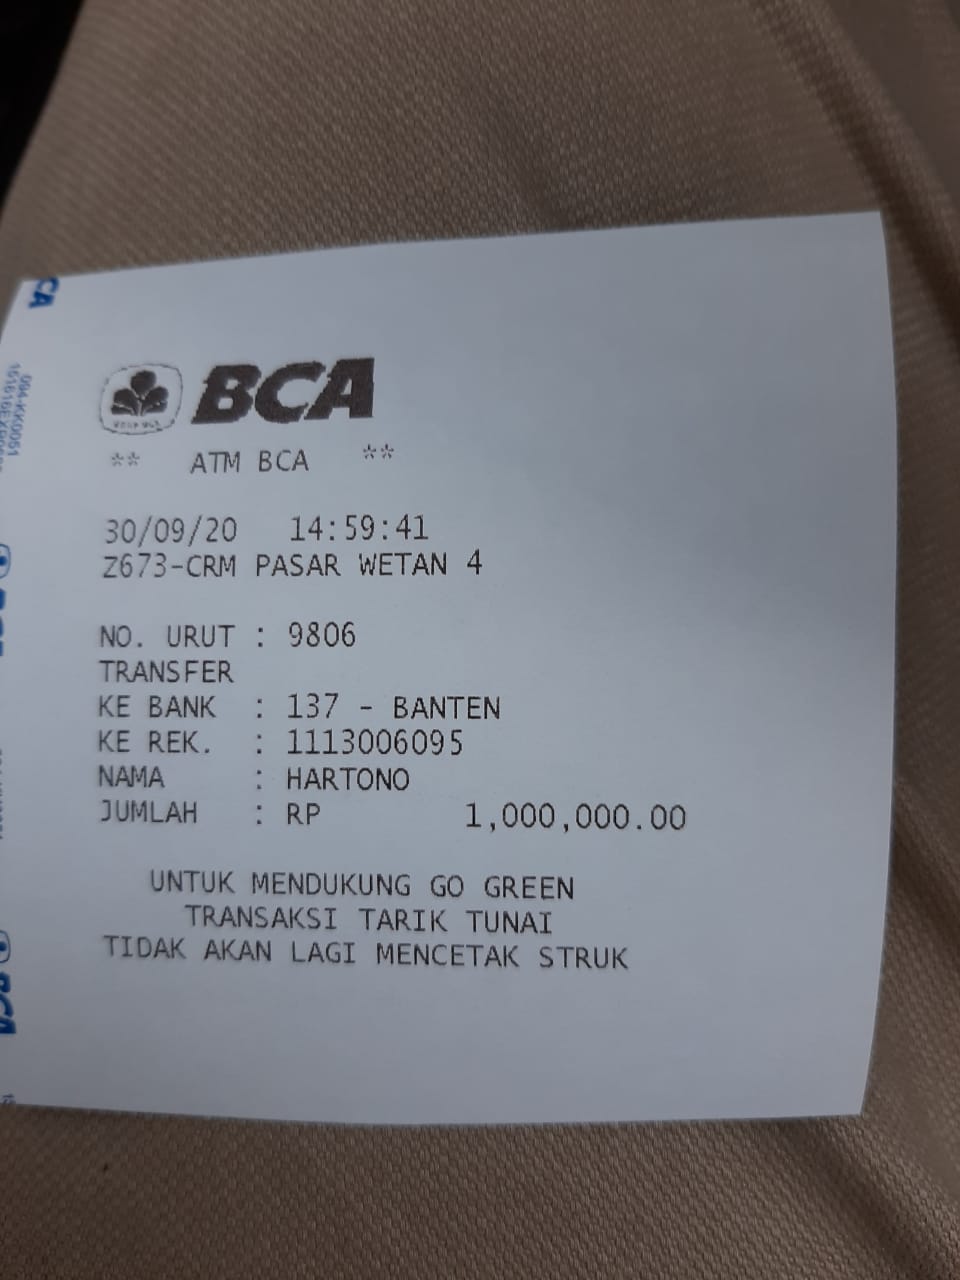 CA
BCA
** ATM BCA **
30/09/20 14:59:41
Z673-CRM PASAR WETAN 4
NO. URUT : 9806
TRANSFER
KE BANK : 137 - BANTEN
KE REK. : 1113006095
NAMA : HARTONO
JUMLAH : RP 1,000,000.00
UNTUK MENDUKUNG GO GREEN
TRANSAKSI TARIK TUNAI
TIDAK AKAN LAGI MENCETAK STRUK
BCA